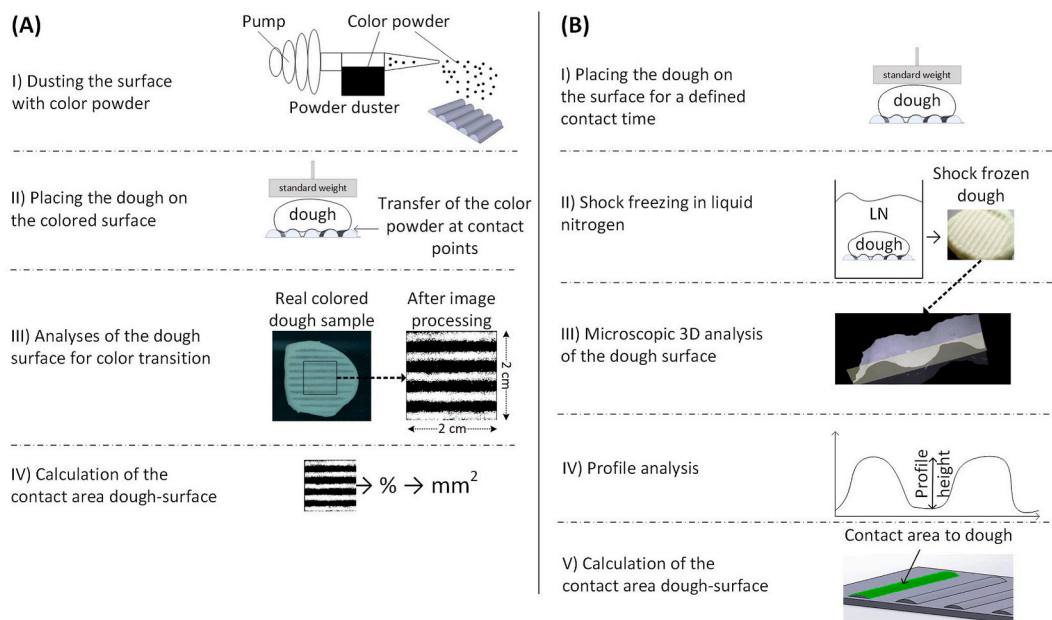 (A)
Pump
Color powder
I) Dusting the surface
with color powder
Powder duster
II) Placing the dough on
the colored surface
standard weight
dough
Transfer of the color
powder at contact
points
III) Analyses of the dough
surface for color transition
Real colored
dough sample
After image
processing
2 cm
2 cm
IV) Calculation of the
contact area dough-surface
% mm²
(B)
I) Placing the dough on
the surface for a defined
contact time
standard weight
dough
II) Shock freezing in liquid
nitrogen
LN
dough
Shock frozen
dough
III) Microscopic 3D analysis
of the dough surface
IV) Profile analysis
Profile
height
V) Calculation of the
contact area dough-surface
Contact area to dough